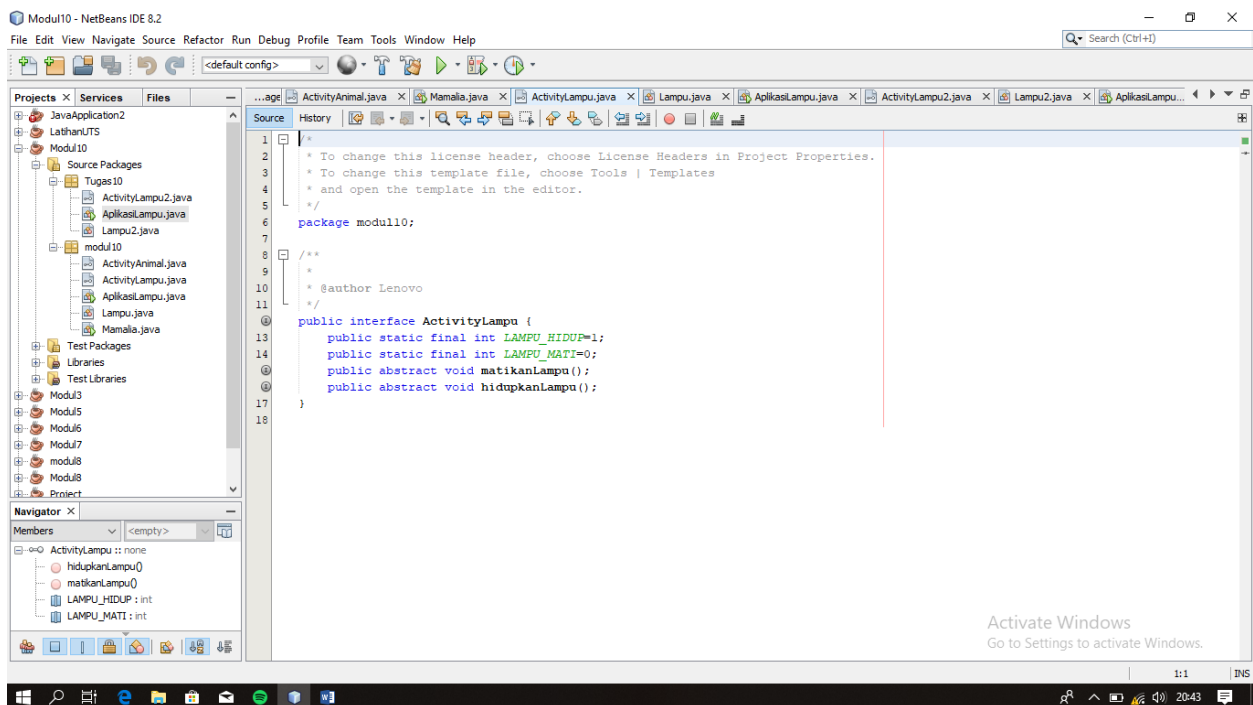 Modul10 - NetBeans IDE 8.2
File Edit View Navigate Source Refactor Run Debug Profile Team Tools Window Help
Search (Ctrl+I)
<default config>
Projects Services Files
JavaApplication2
LatihanUTS
Modul10
Source Packages
Tugas10
ActivityLampu2.java
AplikasiLampu.java
Lampu2.java
modul10
ActivityAnimal.java
ActivityLampu.java
AplikasiLampu.java
Lampu.java
Mamalia.java
Test Packages
Libraries
Test Libraries
Modul3
Modul5
Modul6
Modul7
modul8
Modul8
Project
Navigator
Members <empty>
ActivityLampu :: none
hidupkanLampu()
matikanLampu()
LAMPU_HIDUP : int
LAMPU_MATI : int
...age ActivityAnimal.java Mamalia.java ActivityLampu.java Lampu.java AplikasiLampu.java ActivityLampu2.java Lampu2.java AplikasiLampu...
Source History
1 /*
2 * To change this license header, choose License Headers in Project Properties.
3 * To change this template file, choose Tools | Templates
4 * and open the template in the editor.
5 */
6 package modul10;
7
8 /**
9 *
10 * @author Lenovo
11 */
public interface ActivityLampu {
13 public static final int LAMPU_HIDUP=1;
14 public static final int LAMPU_MATI=0;
public abstract void matikanLampu();
public abstract void hidupkanLampu();
17 }
18
Activate Windows
Go to Settings to activate Windows.
1:1 INS
20:43